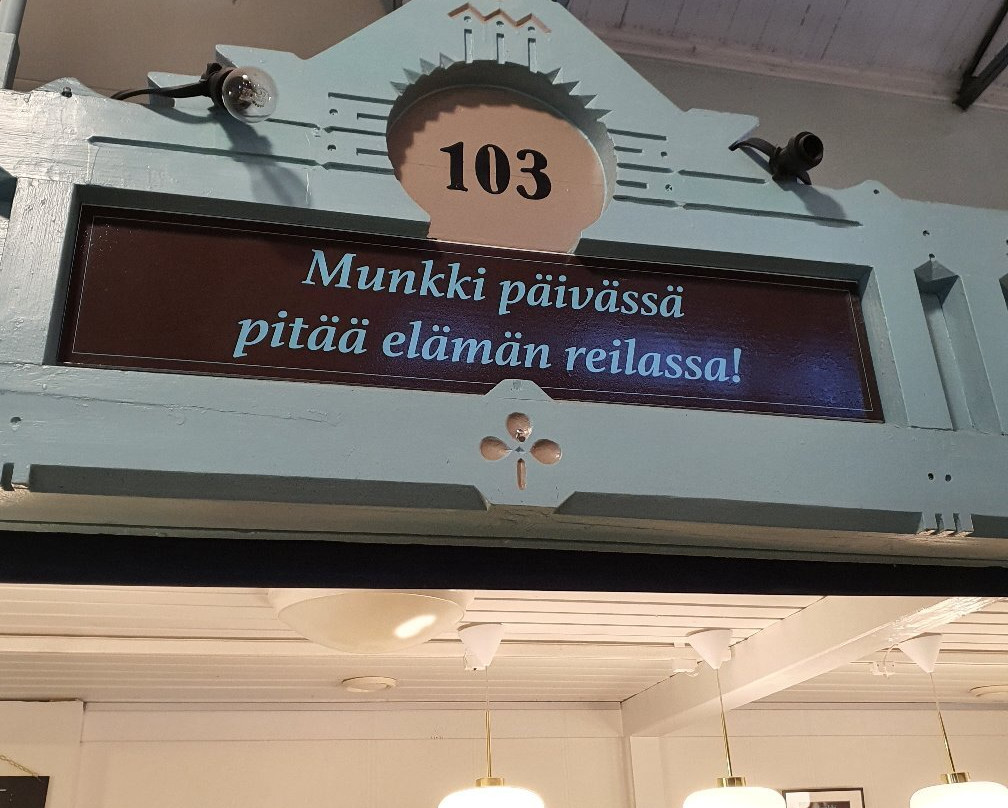 103
Munkki päivässä
pitää elämän reilassa!